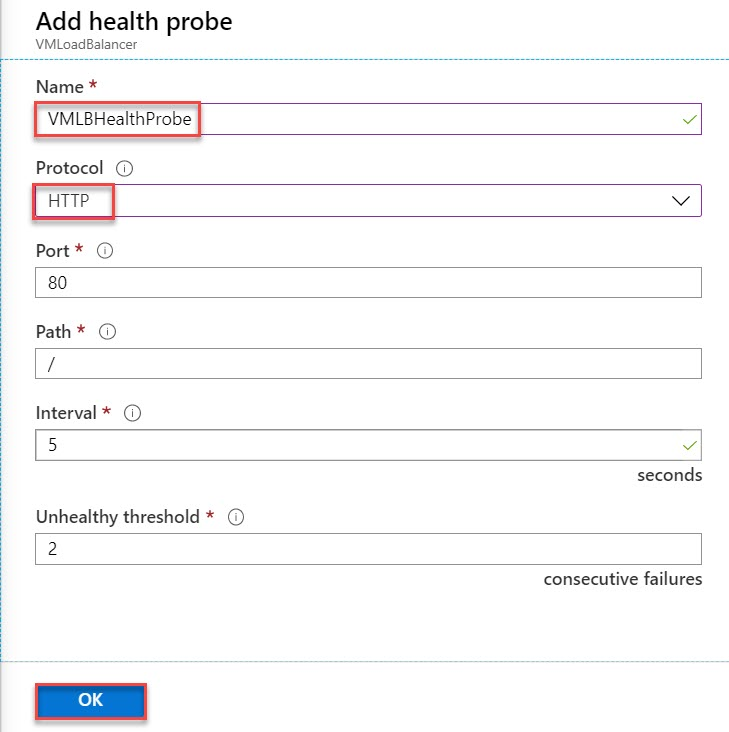 Add health probe
VMLoadBalancer
Name *
VMLBHealthProbe
Protocol
HTTP
Port *
80
Path *
/
Interval *
5
seconds
Unhealthy threshold *
2
consecutive failures
OK